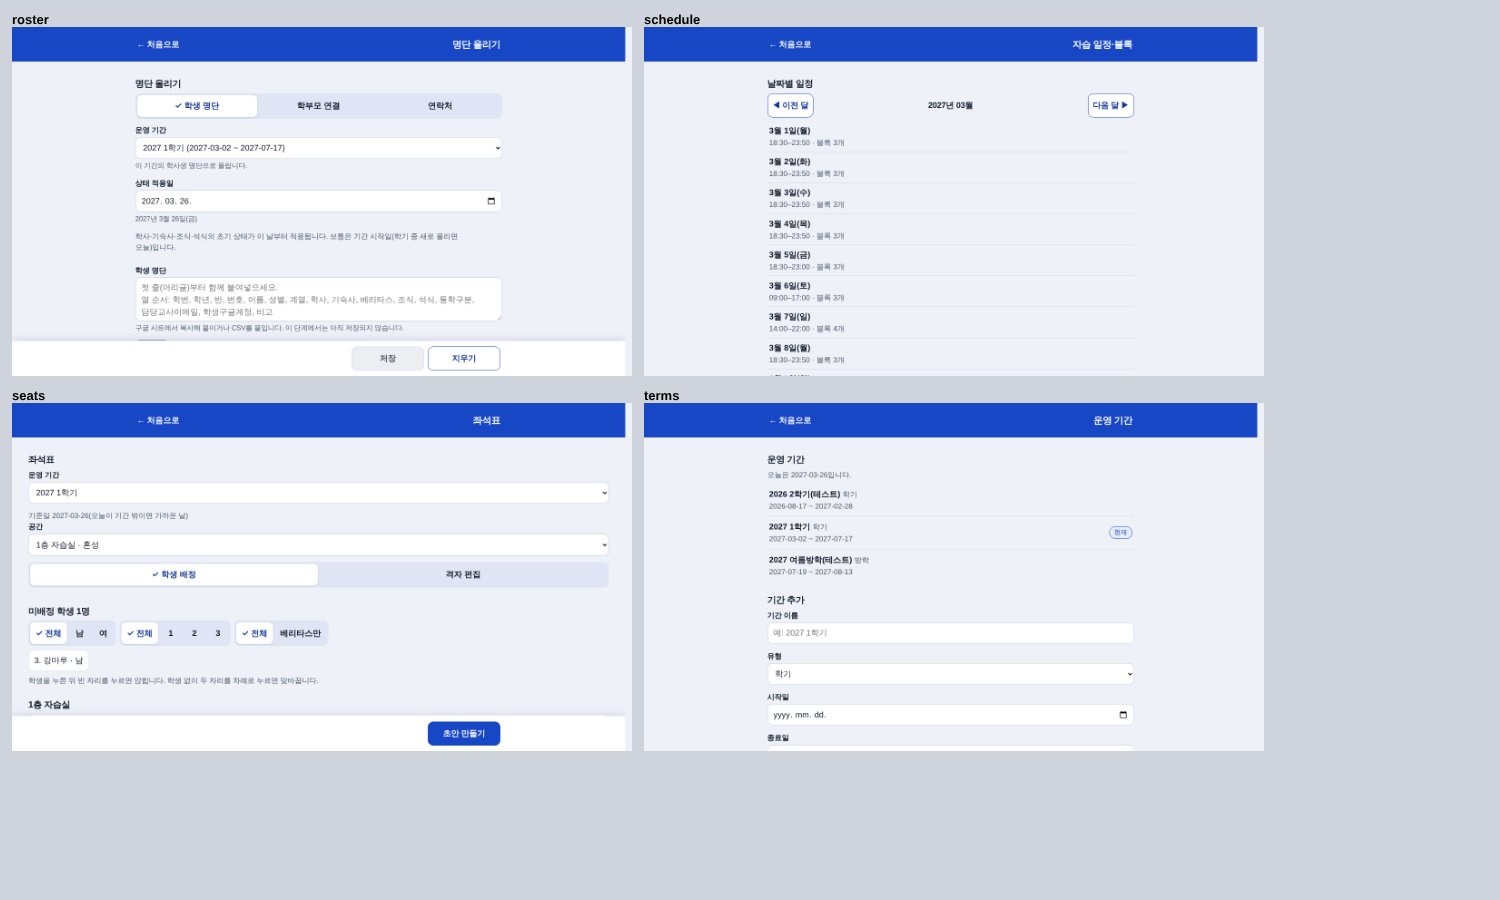 roster
← 처음으로
명단 올리기
명단 올리기
✓ 학생 명단
학부모 연결
연락처
운영 기간
2027 1학기 (2027-03-02 ~ 2027-07-17)
이 기간의 학사생 명단으로 올립니다.
상태 적용일
2027. 03. 26.
2027년 3월 26일(금)
학사·기숙사·조식·석식의 초기 상태가 이 날부터 적용됩니다. 보통은 기간 시작일(학기 중 새로 올리면
오늘)입니다.
학생 명단
첫 줄(머리글)부터 함께 붙여넣으세요.
열 순서: 학번, 학년, 반, 번호, 이름, 성별, 계열, 학사, 기숙사, 베리타스, 조식, 석식, 통학구분,
담당교사이메일, 학생구글계정, 비고
구글 시트에서 복사해 붙이거나 CSV를 붙입니다. 이 단계에서는 아직 저장되지 않습니다.
저장
지우기
schedule
← 처음으로
자습 일정·블록
날짜별 일정
◀ 이전 달
2027년 03월
다음 달 ▶
3월 1일(월)
18:30–23:50 · 블록 3개
3월 2일(화)
18:30–23:50 · 블록 3개
3월 3일(수)
18:30–23:50 · 블록 3개
3월 4일(목)
18:30–23:50 · 블록 3개
3월 5일(금)
18:30–23:00 · 블록 3개
3월 6일(토)
09:00–17:00 · 블록 3개
3월 7일(일)
14:00–22:00 · 블록 4개
3월 8일(월)
18:30–23:50 · 블록 3개
seats
← 처음으로
좌석표
좌석표
운영 기간
2027 1학기
기준일 2027-03-26(오늘이 기간 밖이면 가까운 날)
공간
1층 자습실 · 혼성
✓ 학생 배정
격자 편집
미배정 학생 1명
✓ 전체 남 여 ✓ 전체 1 2 3 ✓ 전체 베리타스만
3. 강마루 · 남
학생을 누른 뒤 빈 자리를 누르면 앉힙니다. 학생 없이 두 자리를 차례로 누르면 맞바꿉니다.
1층 자습실
초안 만들기
terms
← 처음으로
운영 기간
운영 기간
오늘은 2027-03-26입니다.
2026 2학기(테스트) 학기
2026-08-17 ~ 2027-02-28
2027 1학기 학기
2027-03-02 ~ 2027-07-17
현재
2027 여름방학(테스트) 방학
2027-07-19 ~ 2027-08-13
기간 추가
기간 이름
예: 2027 1학기
유형
학기
시작일
yyyy. mm. dd.
종료일